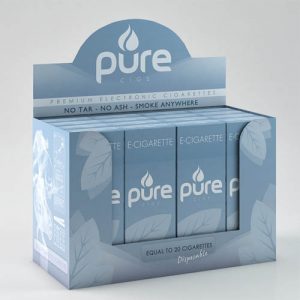 pure
CIGS
PREMIUM ELECTRONIC CIGARETTES
NO TAR - NO ASH - SMOKE ANYWHERE
E-CIGARETTE
E-CIGARETTE
pure
pure
EQUAL TO 20 CIGARETTES
Disposable